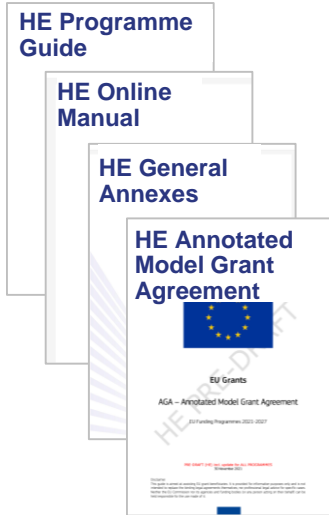 HE Programme
Guide
HE Online
Manual
HE General
Annexes
HE Annotated
Model Grant
Agreement
HE PRE-DRAFT
EU Grants
AGA – Annotated Model Grant Agreement
EU Funding Programmes 2021-2027